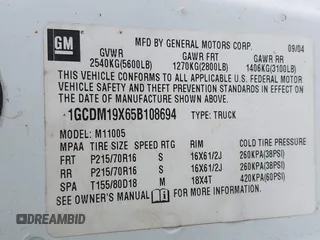 GM
MFD BY GENERAL MOTORS CORP. 09/04
GVWR GAWR FRT GAWR RR
2540KG(5600LB) 1270KG(2800LB) 1406KG(3100LB)
THIS VEHICLE CONFORMS TO ALL APPLICABLE U.S. FEDERAL MOTOR
VEHICLE SAFETY AND THEFT PREVENTION STANDARDS IN EFFECT ON THE
DATE OF MANUFACTURE SHOWN ABOVE.
1GCDM19X65B108694 TYPE: TRUCK
MODEL: M11005
MPAA TIRE SIZE SPEED RTG RIM COLD TIRE PRESSURE
FRT P215/70R16 S 16X61/2J 260KPA(38PSI)
RR P215/70R16 S 16X61/2J 260KPA(38PSI)
SPA T155/80D18 M 18X4T 420KPA(60PSI)
SEE OWNER'S MANUAL FOR ADDITIONAL INFORMATION.
DREAMBID